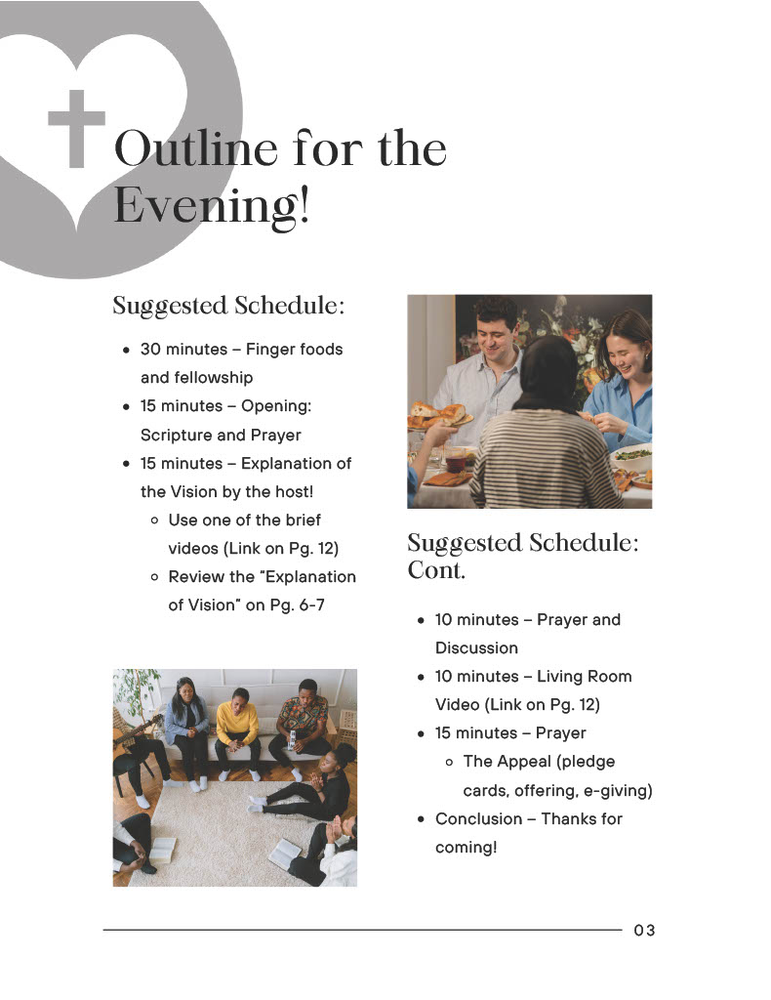 Outline for the
Evening!
Suggested Schedule:
• 30 minutes – Finger foods
and fellowship
• 15 minutes – Opening:
Scripture and Prayer
• 15 minutes – Explanation of
the Vision by the host!
◦ Use one of the brief
videos (Link on Pg. 12)
◦ Review the "Explanation
of Vision" on Pg. 6-7
Suggested Schedule:
Cont.
• 10 minutes – Prayer and
Discussion
• 10 minutes – Living Room
Video (Link on Pg. 12)
• 15 minutes – Prayer
◦ The Appeal (pledge
cards, offering, e-giving)
• Conclusion – Thanks for
coming!
03